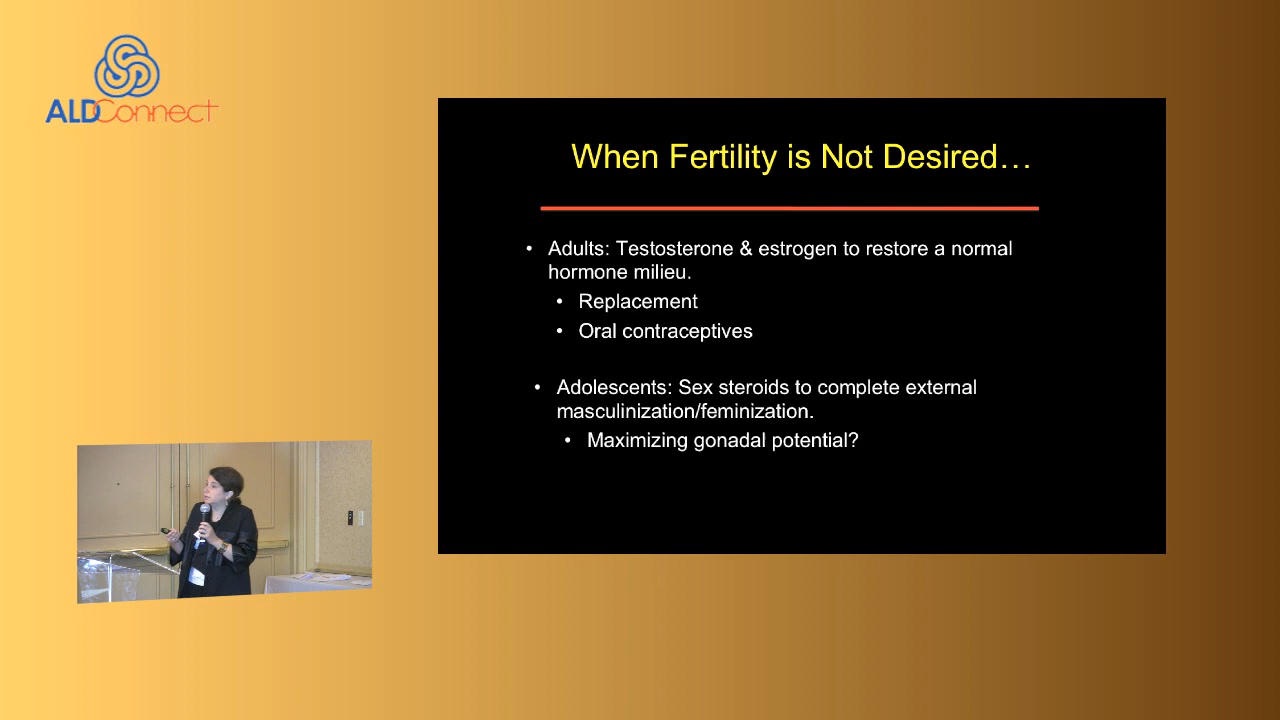 ALDConnect
When Fertility is Not Desired…
• Adults: Testosterone & estrogen to restore a normal
hormone milieu.
• Replacement
• Oral contraceptives
• Adolescents: Sex steroids to complete external
masculinization/feminization.
• Maximizing gonadal potential?